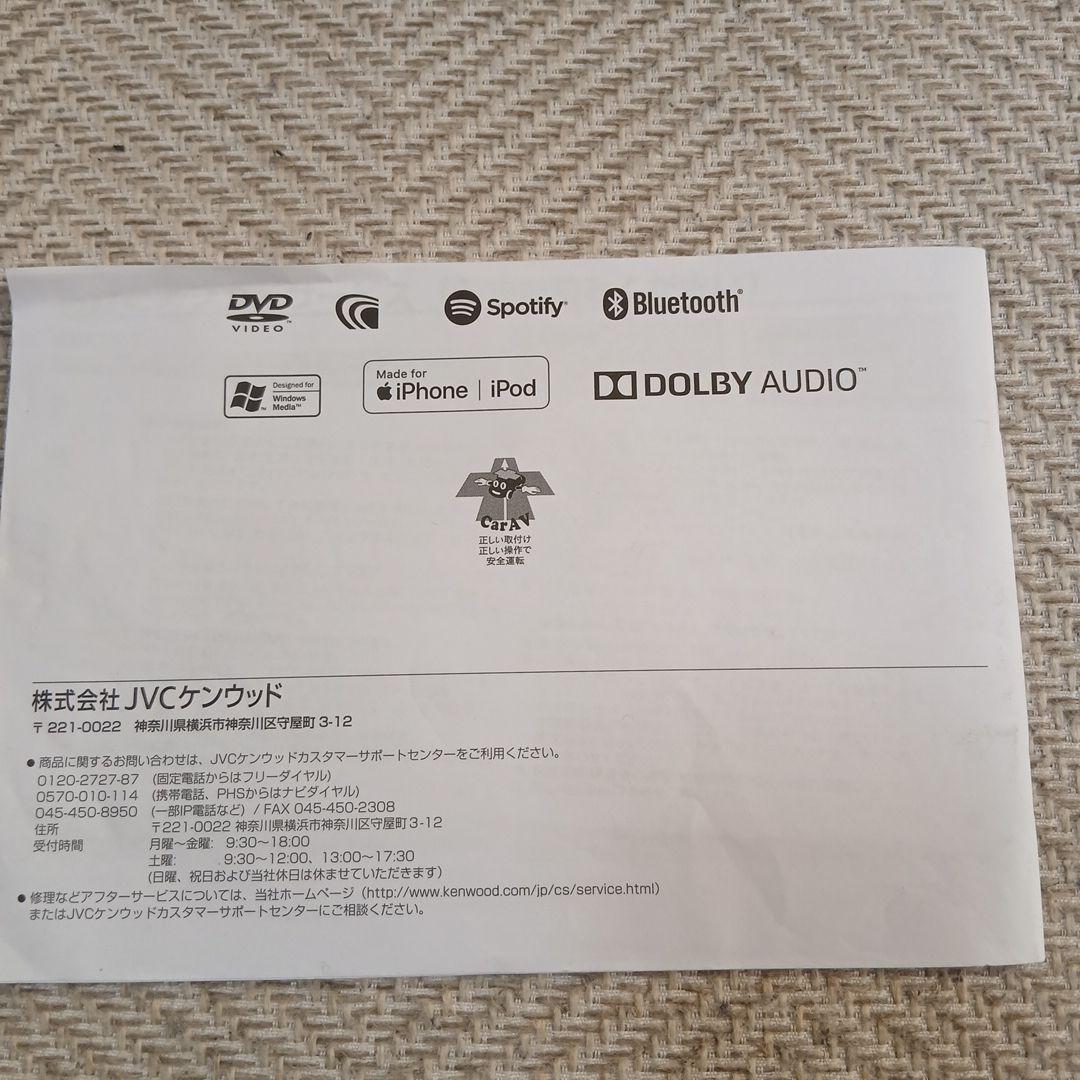 DVD
VIDEO™
Spotify®
Bluetooth®
Designed for
Windows
Media™
Made for
iPhone | iPod
DOLBY AUDIO™
CarAV
正しい取付け
正しい操作で
安全運転
株式会社 JVCケンウッド
〒221-0022 神奈川県横浜市神奈川区守屋町 3-12
● 商品に関するお問い合わせは、JVCケンウッドカスタマーサポートセンターをご利用ください。
0120-2727-87 (固定電話からはフリーダイヤル)
0570-010-114 (携帯電話、PHSからはナビダイヤル)
045-450-8950 (一部IP電話など) / FAX 045-450-2308
住所 〒221-0022 神奈川県横浜市神奈川区守屋町 3-12
受付時間 月曜～金曜: 9:30～18:00
土曜: 9:30～12:00、13:00～17:30
(日曜、祝日および当社休日は休ませていただきます)
● 修理などアフターサービスについては、当社ホームページ (http://www.kenwood.com/jp/cs/service.html)
またはJVCケンウッドカスタマーサポートセンターにご相談ください。